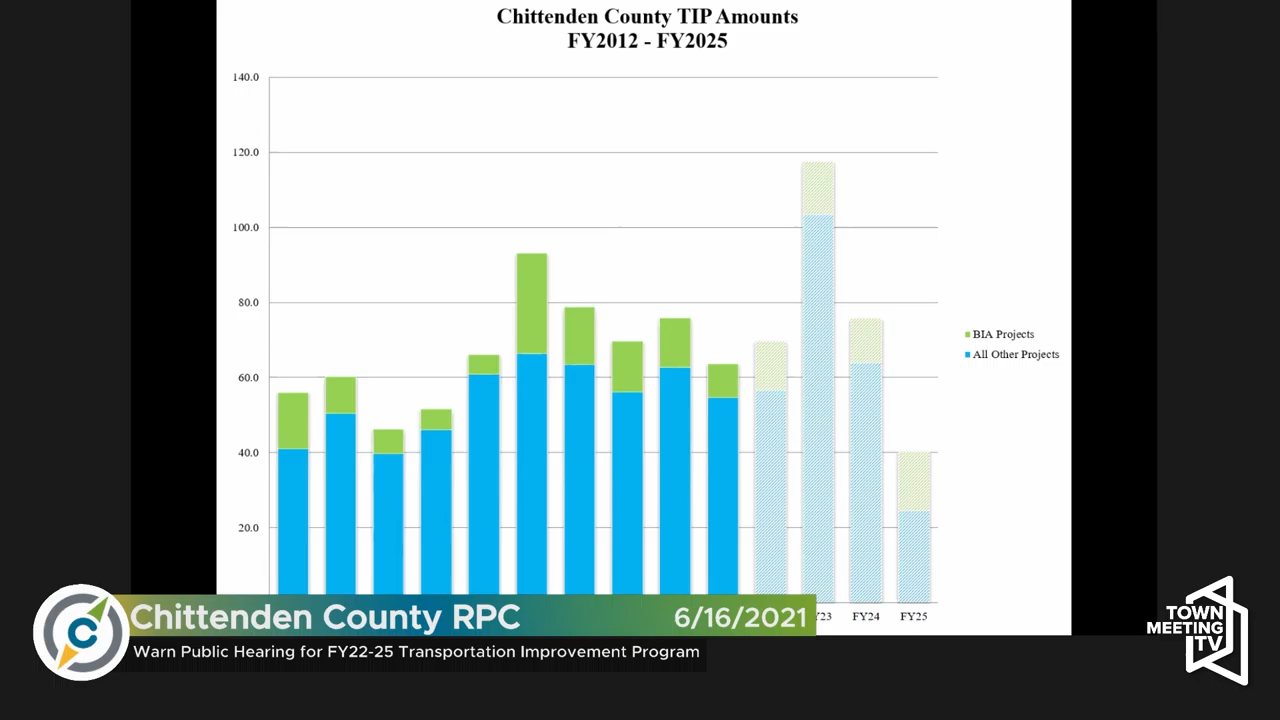 Chittenden County TIP Amounts
FY2012 - FY2025
140.0
120.0
100.0
80.0
60.0
40.0
20.0
BIA Projects
All Other Projects
Y23
FY24
FY25
C
Chittenden County RPC
6/16/2021
Warn Public Hearing for FY22-25 Transportation Improvement Program
TOWN
MEETING
TV